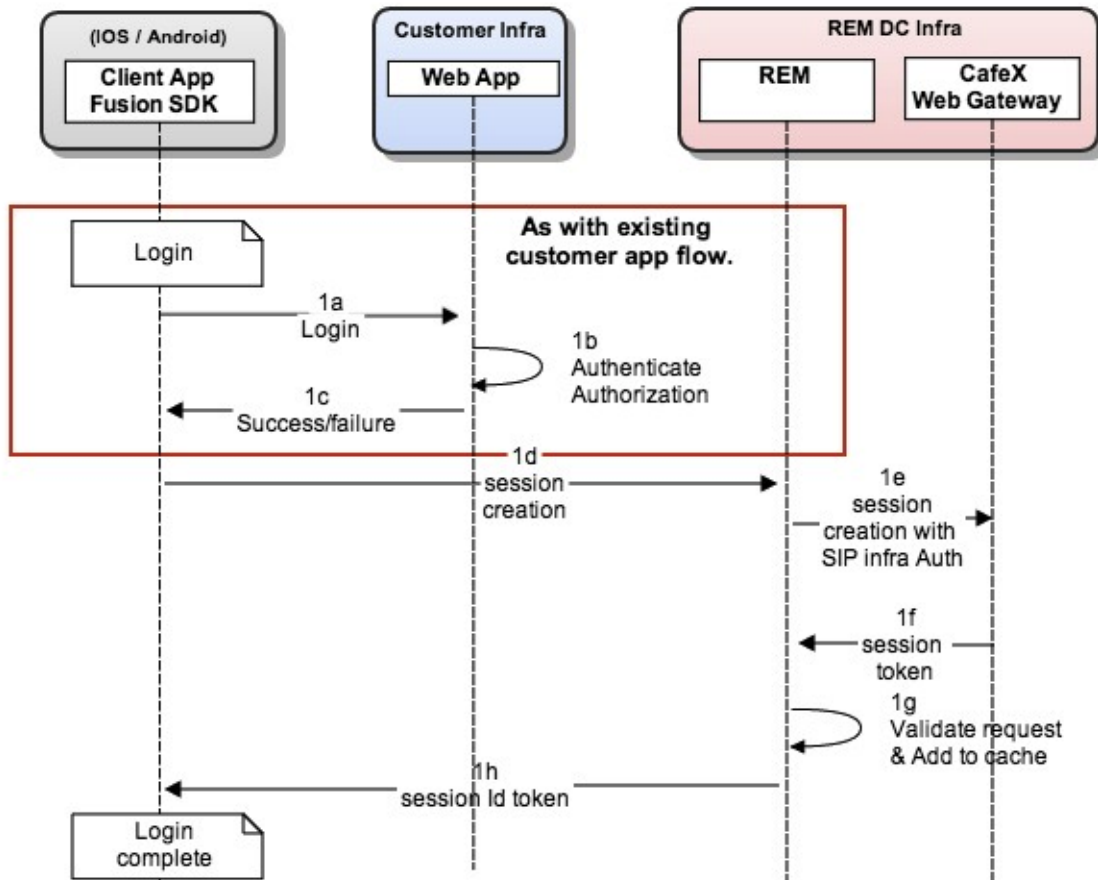 (IOS / Android)
Client App
Fusion SDK
Customer Infra
Web App
REM DC Infra
REM
CafeX
Web Gateway
Login
As with existing
customer app flow.
1a
Login
1b
Authenticate
Authorization
1c
Success/failure
1d
session
creation
1e
session
creation with
SIP infra Auth
1f
session
token
1g
Validate request
& Add to cache
1h
session Id token
Login
complete